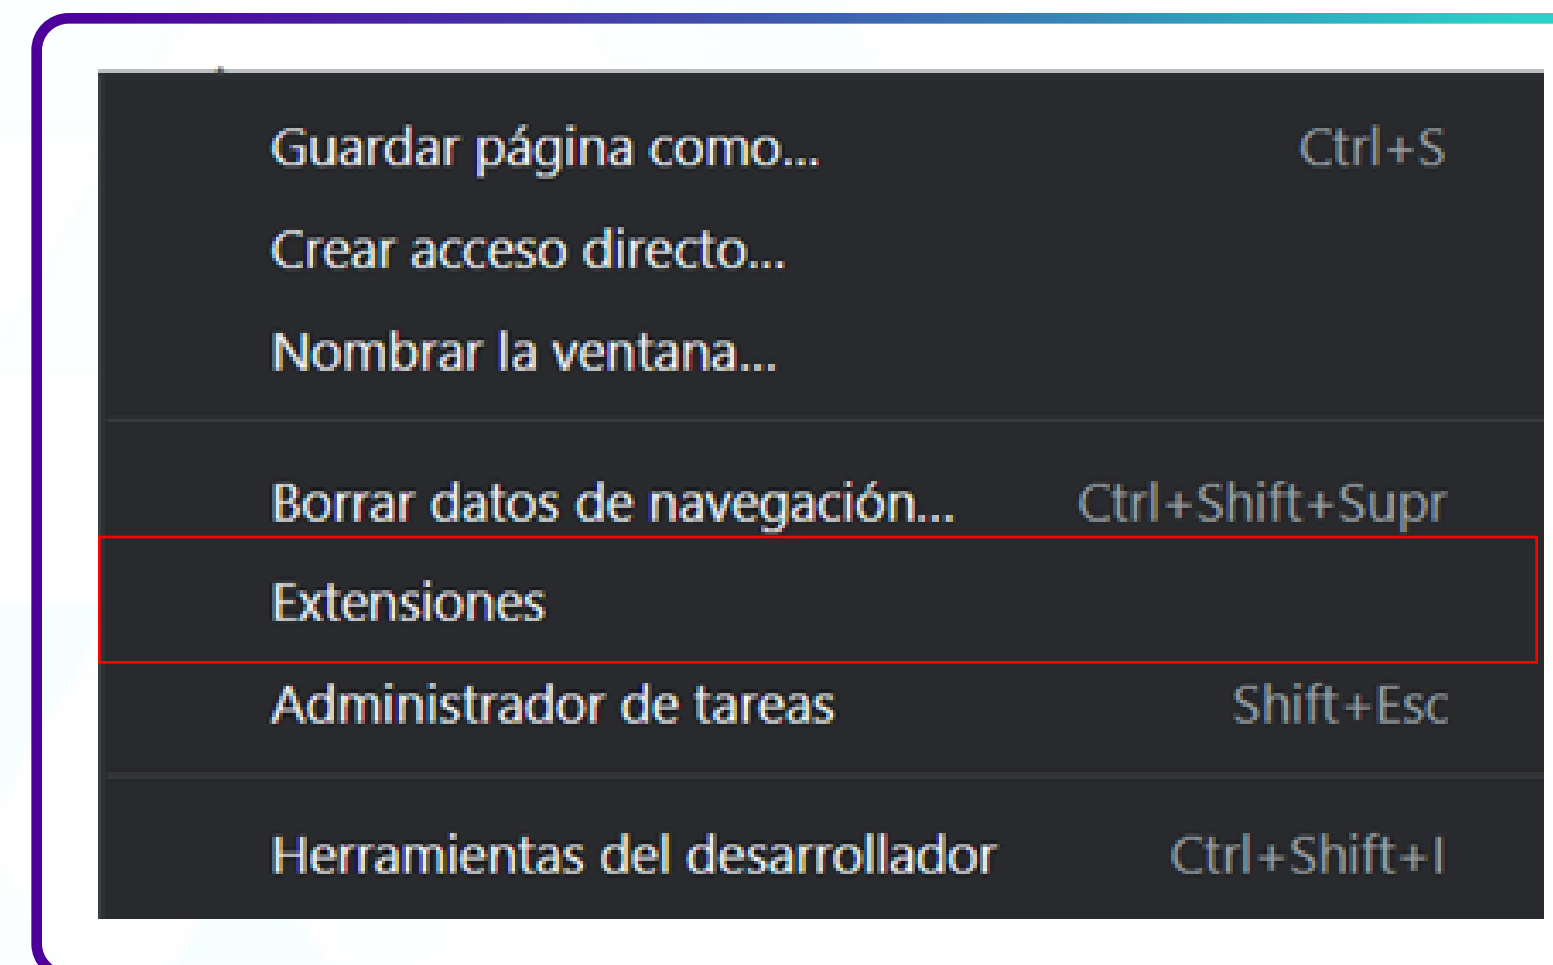 Guardar página como... Ctrl+S
Crear acceso directo...
Nombrar la ventana...
Borrar datos de navegación... Ctrl+Shift+Supr
Extensiones
Administrador de tareas Shift+Esc
Herramientas del desarrollador Ctrl+Shift+I